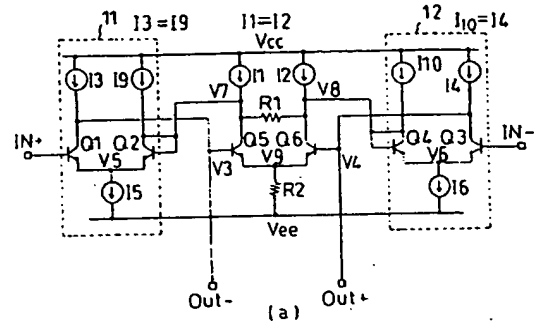 11 I3=I9 I1=I2 12 I10=I4
Vcc
I3 I9 I1 I2 I10 I4
V7 V8
R1
IN+ Q1 Q2 Q5 Q6 Q4 Q3 IN-
V5 V3 V9 V4 V6
I5 R2 I6
Vee
Out- Out+
(a)